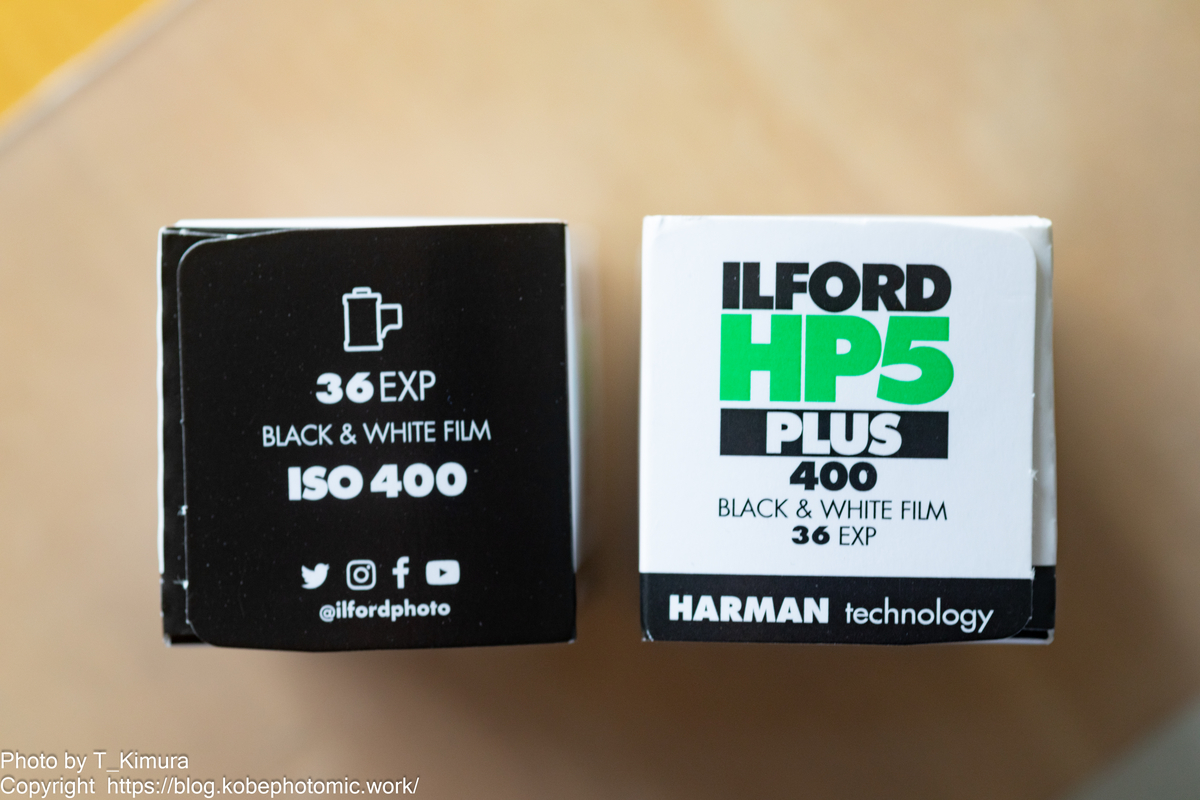 36 EXP
BLACK & WHITE FILM
ISO 400
@ilfordphoto
ILFORD
HP5
PLUS
400
BLACK & WHITE FILM
36 EXP
HARMAN technology
Photo by T_Kimura
Copyright https://blog.kobephotomic.work/